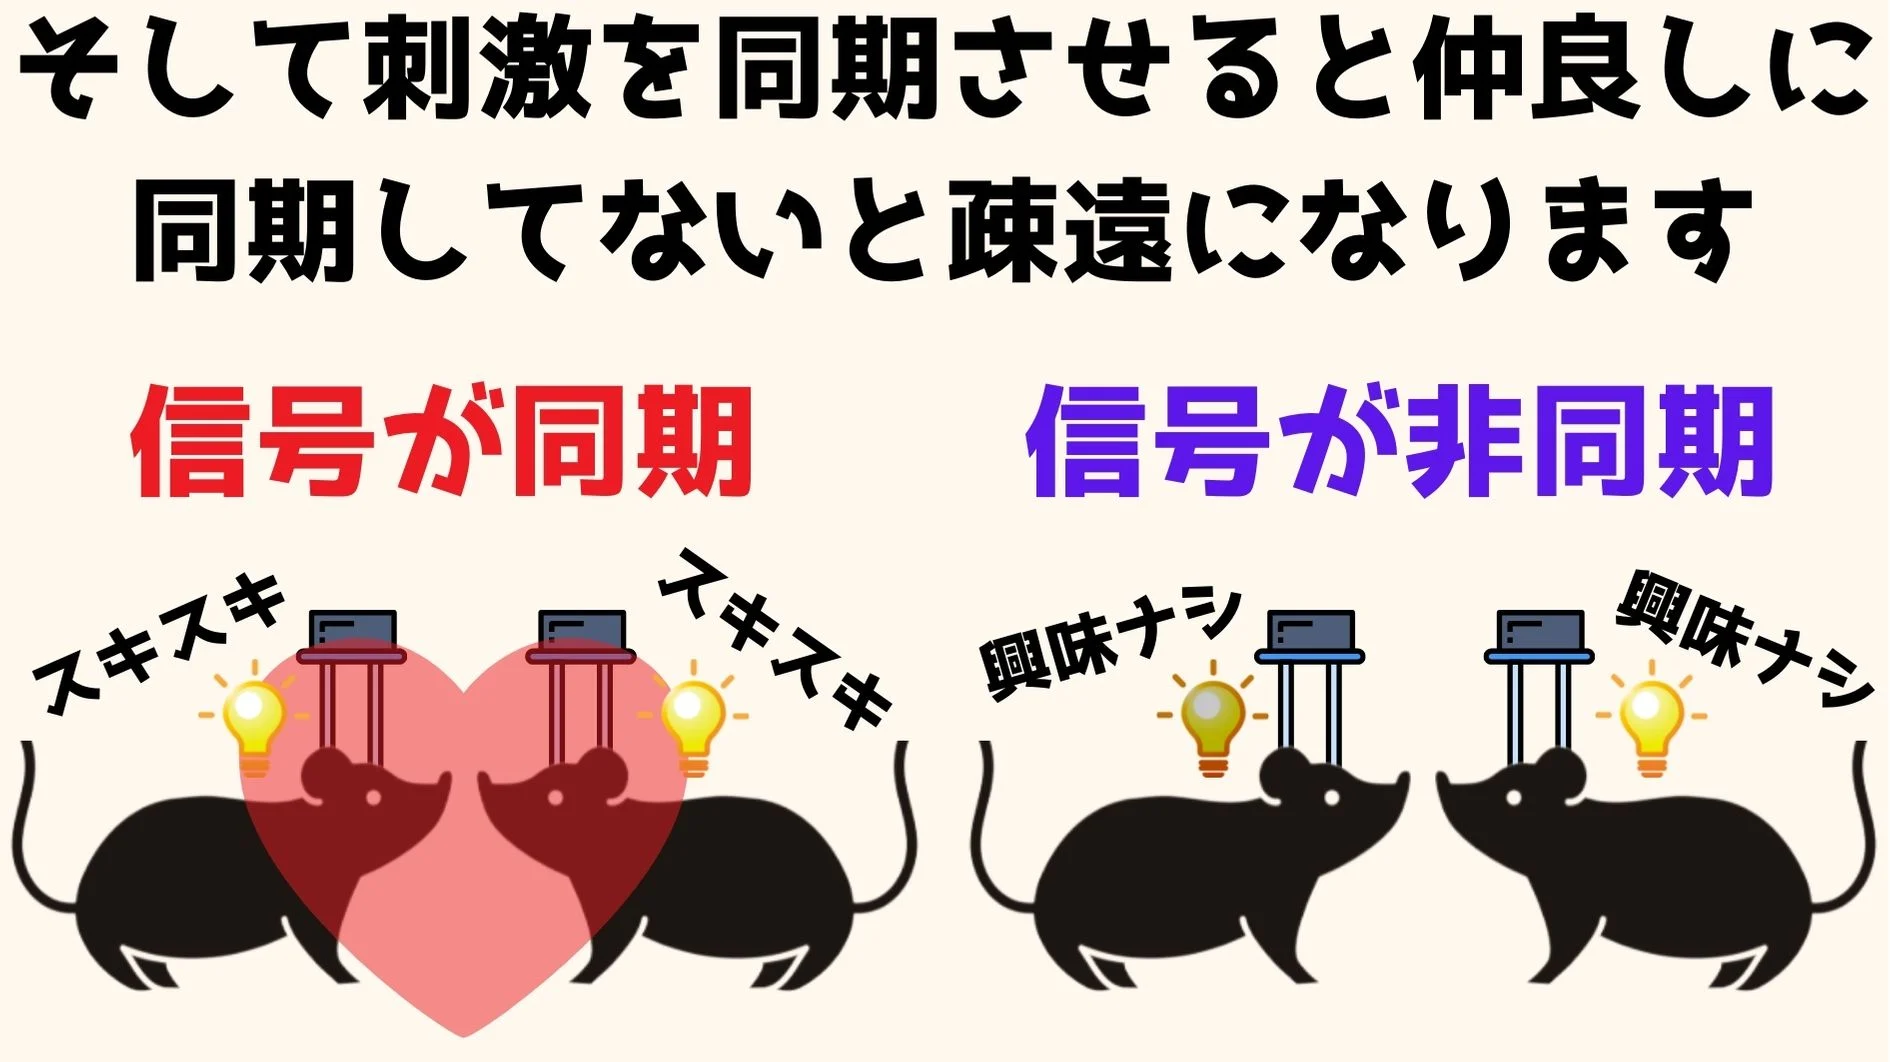 そして刺激を同期させると仲良しに
同期してないと疎遠になります
信号が同期
信号が非同期
スキスキ
スキスキ
興味ナシ
興味ナシ